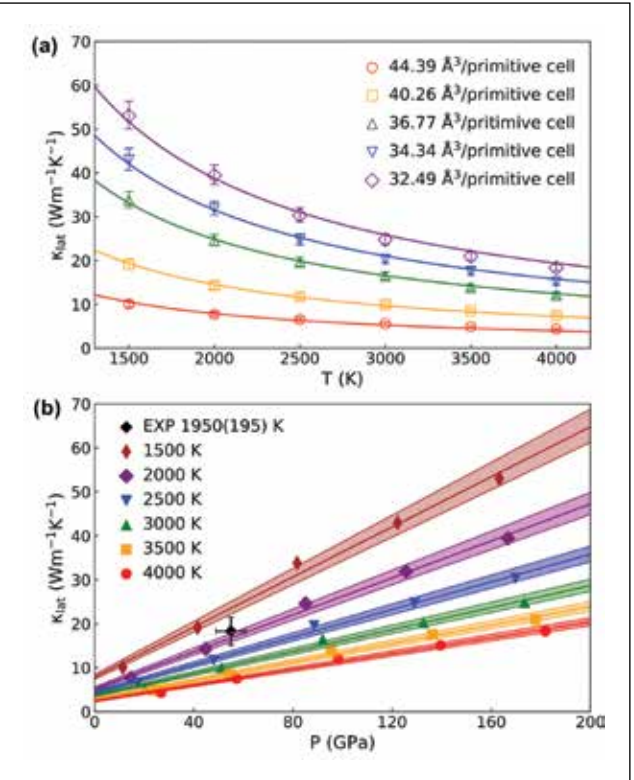 (a)
70
60
50
40
30
20
10
0
κlat (Wm⁻¹K⁻¹)
44.39 Å³/primitive cell
40.26 Å³/primitive cell
36.77 Å³/pritimive cell
34.34 Å³/primitive cell
32.49 Å³/primitive cell
1500 2000 2500 3000 3500 4000
T (K)
(b)
70
60
50
40
30
20
10
0
κlat (Wm⁻¹K⁻¹)
EXP 1950(195) K
1500 K
2000 K
2500 K
3000 K
3500 K
4000 K
0 40 80 120 160 200
P (GPa)